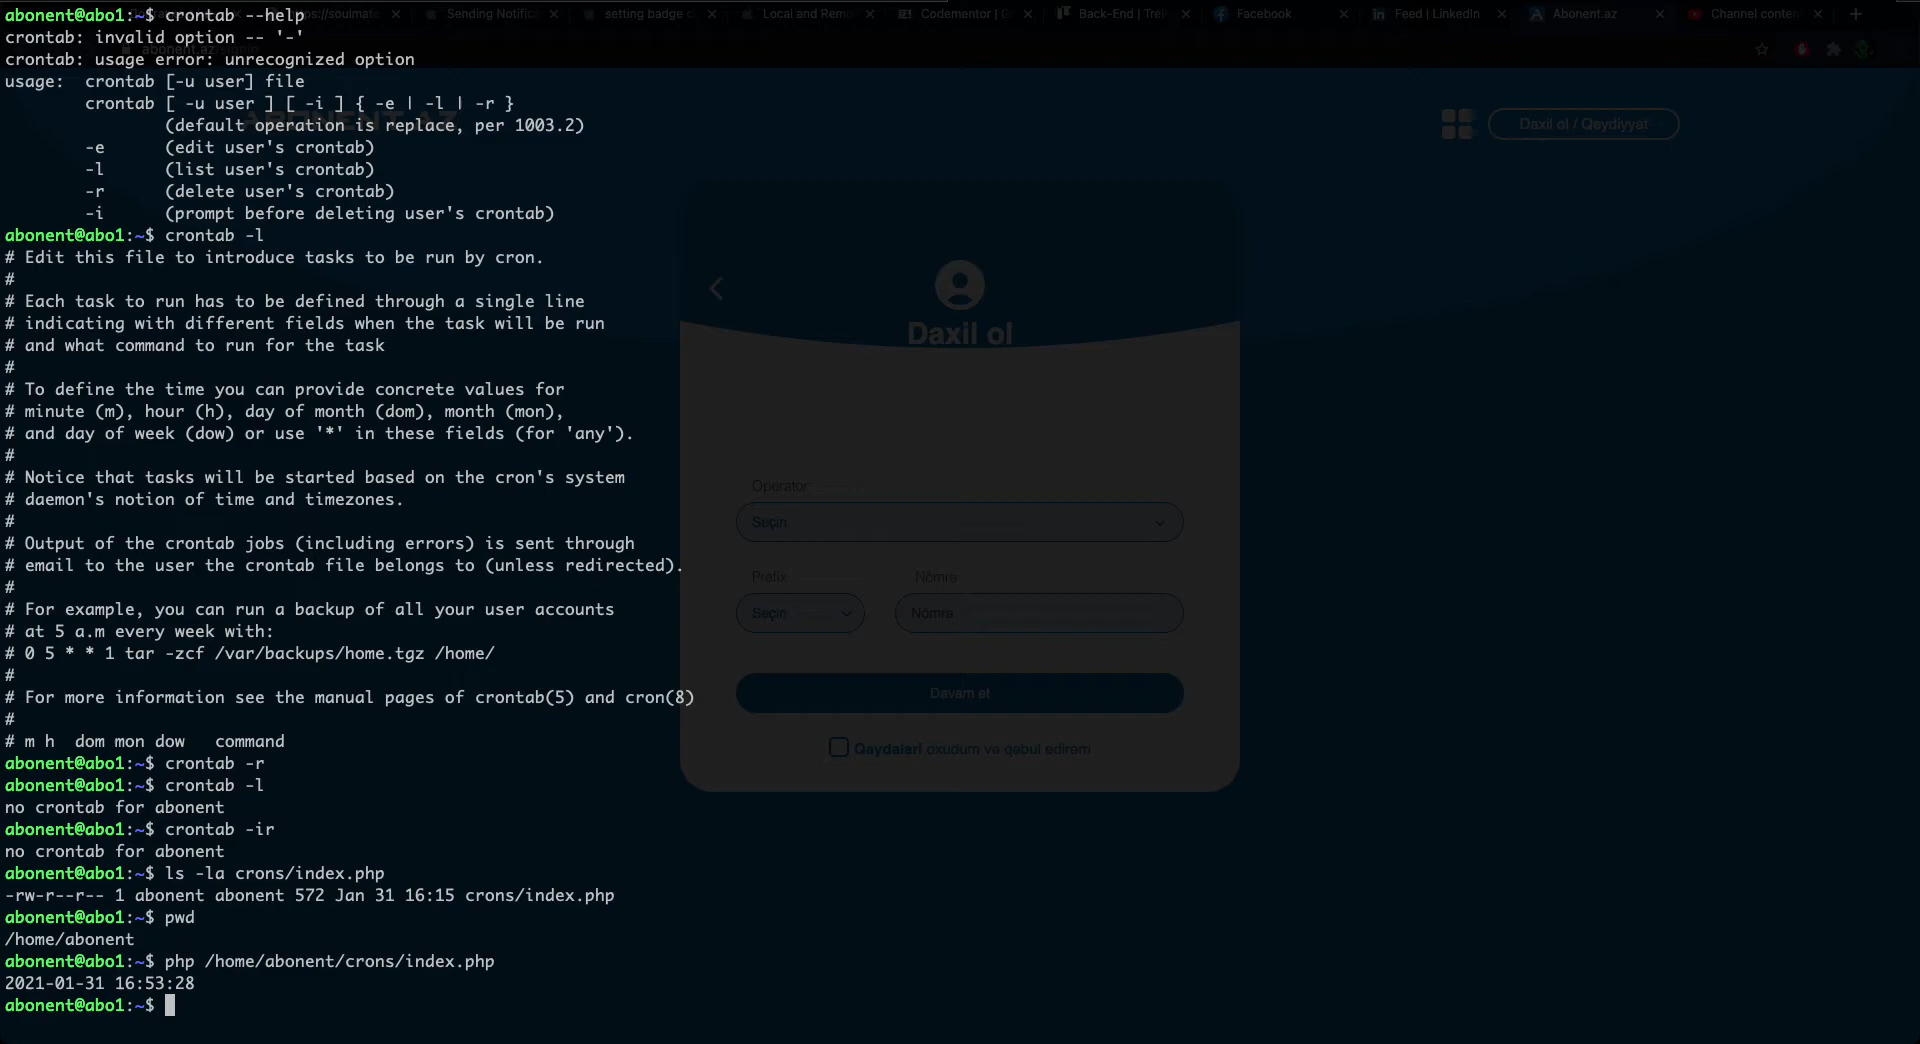 abonent@abo1:~$ crontab --help
crontab: invalid option -- '-'
crontab: usage error: unrecognized option
usage:  crontab [-u user] file
        crontab [ -u user ] [ -i ] { -e | -l | -r }
                (default operation is replace, per 1003.2)
        -e      (edit user's crontab)
        -l      (list user's crontab)
        -r      (delete user's crontab)
        -i      (prompt before deleting user's crontab)
abonent@abo1:~$ crontab -l
# Edit this file to introduce tasks to be run by cron.
#
# Each task to run has to be defined through a single line
# indicating with different fields when the task will be run
# and what command to run for the task
#
# To define the time you can provide concrete values for
# minute (m), hour (h), day of month (dom), month (mon),
# and day of week (dow) or use '*' in these fields (for 'any').
#
# Notice that tasks will be started based on the cron's system
# daemon's notion of time and timezones.
#
# Output of the crontab jobs (including errors) is sent through
# email to the user the crontab file belongs to (unless redirected).
#
# For example, you can run a backup of all your user accounts
# at 5 a.m every week with:
# 0 5 * * 1 tar -zcf /var/backups/home.tgz /home/
#
# For more information see the manual pages of crontab(5) and cron(8)
#
# m h  dom mon dow   command
abonent@abo1:~$ crontab -r
abonent@abo1:~$ crontab -l
no crontab for abonent
abonent@abo1:~$ crontab -ir
no crontab for abonent
abonent@abo1:~$ ls -la crons/index.php
-rw-r--r-- 1 abonent abonent 572 Jan 31 16:15 crons/index.php
abonent@abo1:~$ pwd
/home/abonent
abonent@abo1:~$ php /home/abonent/crons/index.php
2021-01-31 16:53:28
abonent@abo1:~$
Sending Notific
setting badge c
Local and Remo
Codementor | G
Back-End | Trel
Facebook
Feed | LinkedIn
Abonent.az
Channel conten
ABONENT.AZ
Daxil ol / Qeydiyyat
Daxil ol
Operator
Seçin
Prefix
Nömrə
Seçin
Nömrə
Davam et
Qaydaları oxudum və qəbul edirəm